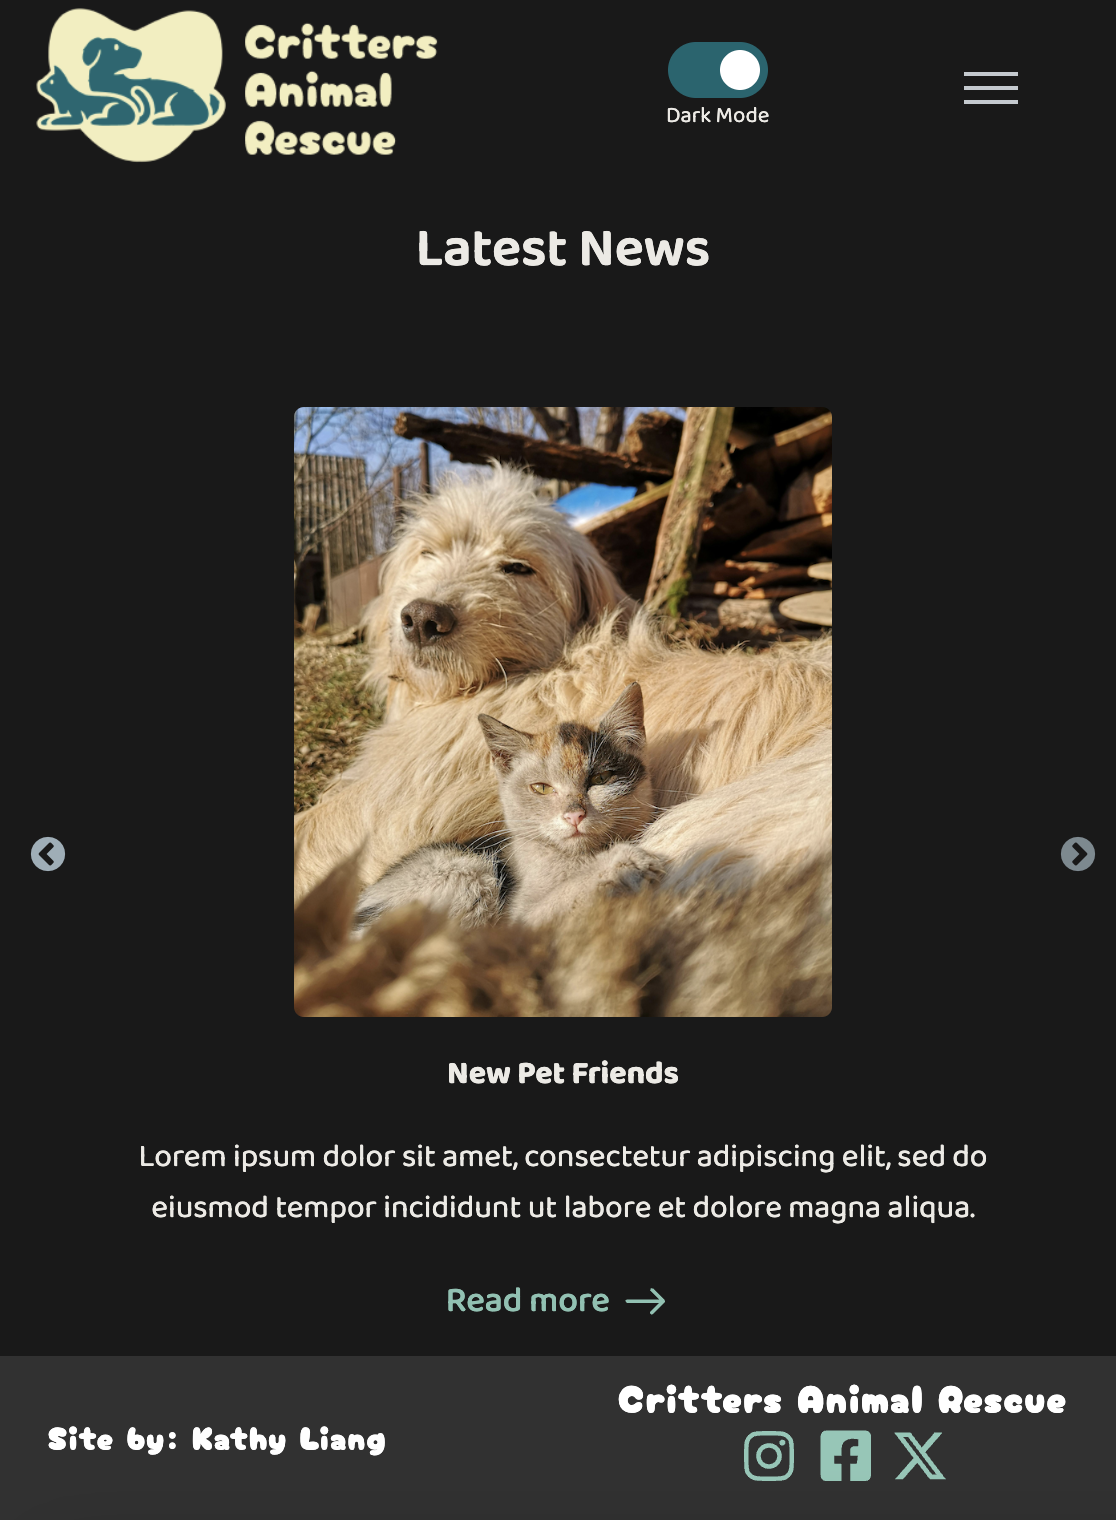 Critters
Animal
Rescue
Dark Mode
Latest News
New Pet Friends
Lorem ipsum dolor sit amet, consectetur adipiscing elit, sed do
eiusmod tempor incididunt ut labore et dolore magna aliqua.
Read more
Site by: Kathy Liang
Critters Animal Rescue